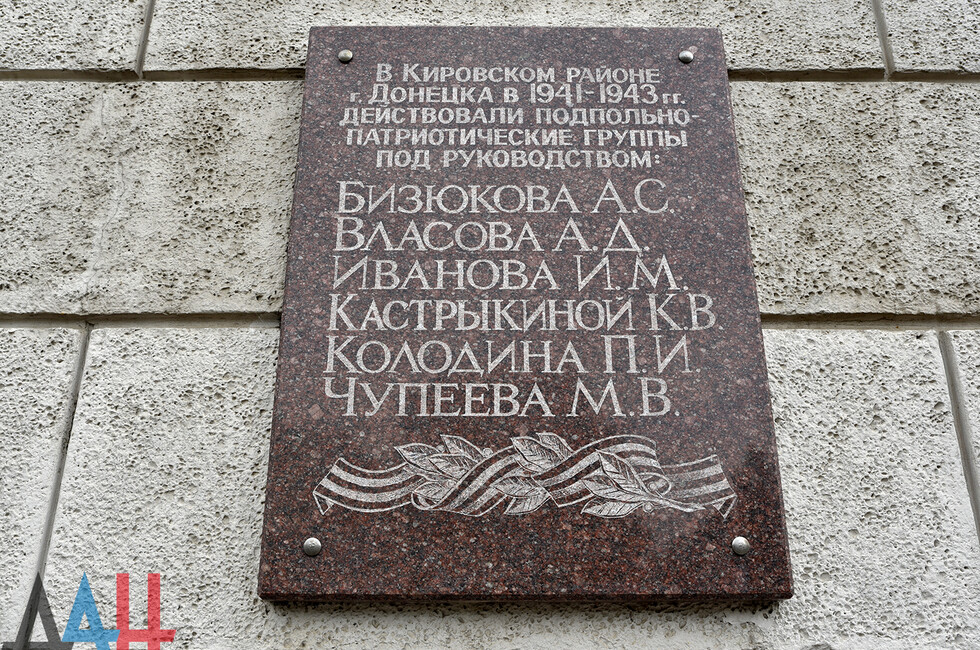 В Кировском районе
г. Донецка в 1941-1943 гг.
действовали подпольно-
патриотические группы
под руководством:
Бизюкова А.С
Власова А.Д.
Иванова И.М.
Кастрыкиной К.В.
Колодина П.И
Чупеева М.В.
ДАН